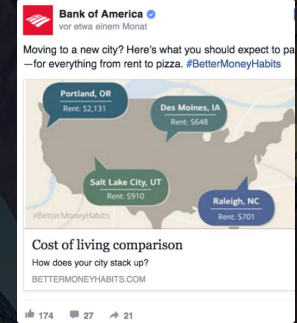 Bank of America
vor etwa einem Monat
Moving to a new city? Here's what you should expect to pa
—for everything from rent to pizza. #BetterMoneyHabits
Portland, OR
Rent: $2,131
Des Moines, IA
Rent: $648
Salt Lake City, UT
Rent: $910
Raleigh, NC
Rent: $701
#BetterMoneyHabits
Cost of living comparison
How does your city stack up?
BETTERMONEYHABITS.COM
174 27 21